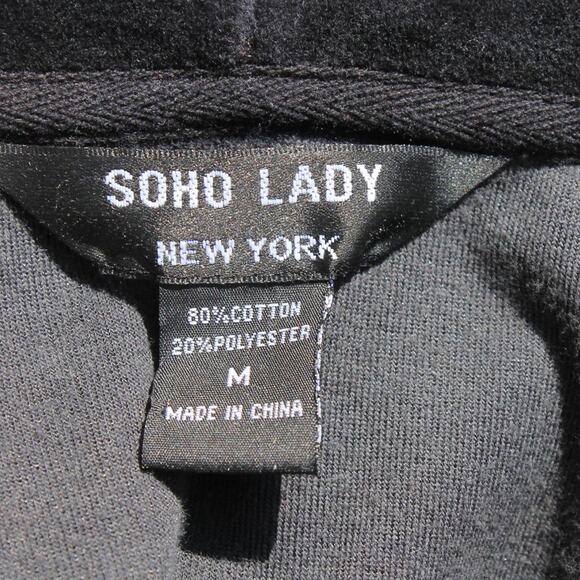 SOHO LADY
NEW YORK
80%COTTON
20%POLYESTER
M
MADE IN CHINA